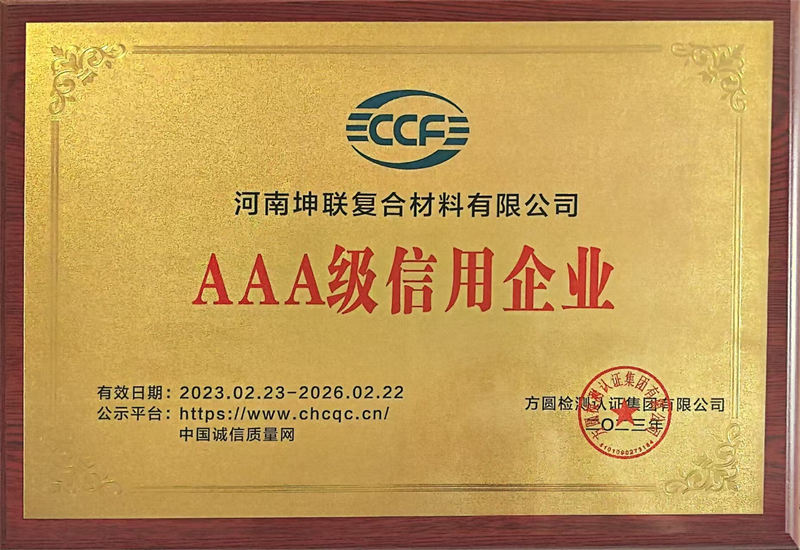 CCF
河南坤联复合材料有限公司
AAA级信用企业
有效日期：2023.02.23-2026.02.22
公示平台：https://www.chcqc.cn/
中国诚信质量网
方圆检测认证集团有限公司
二〇二三年